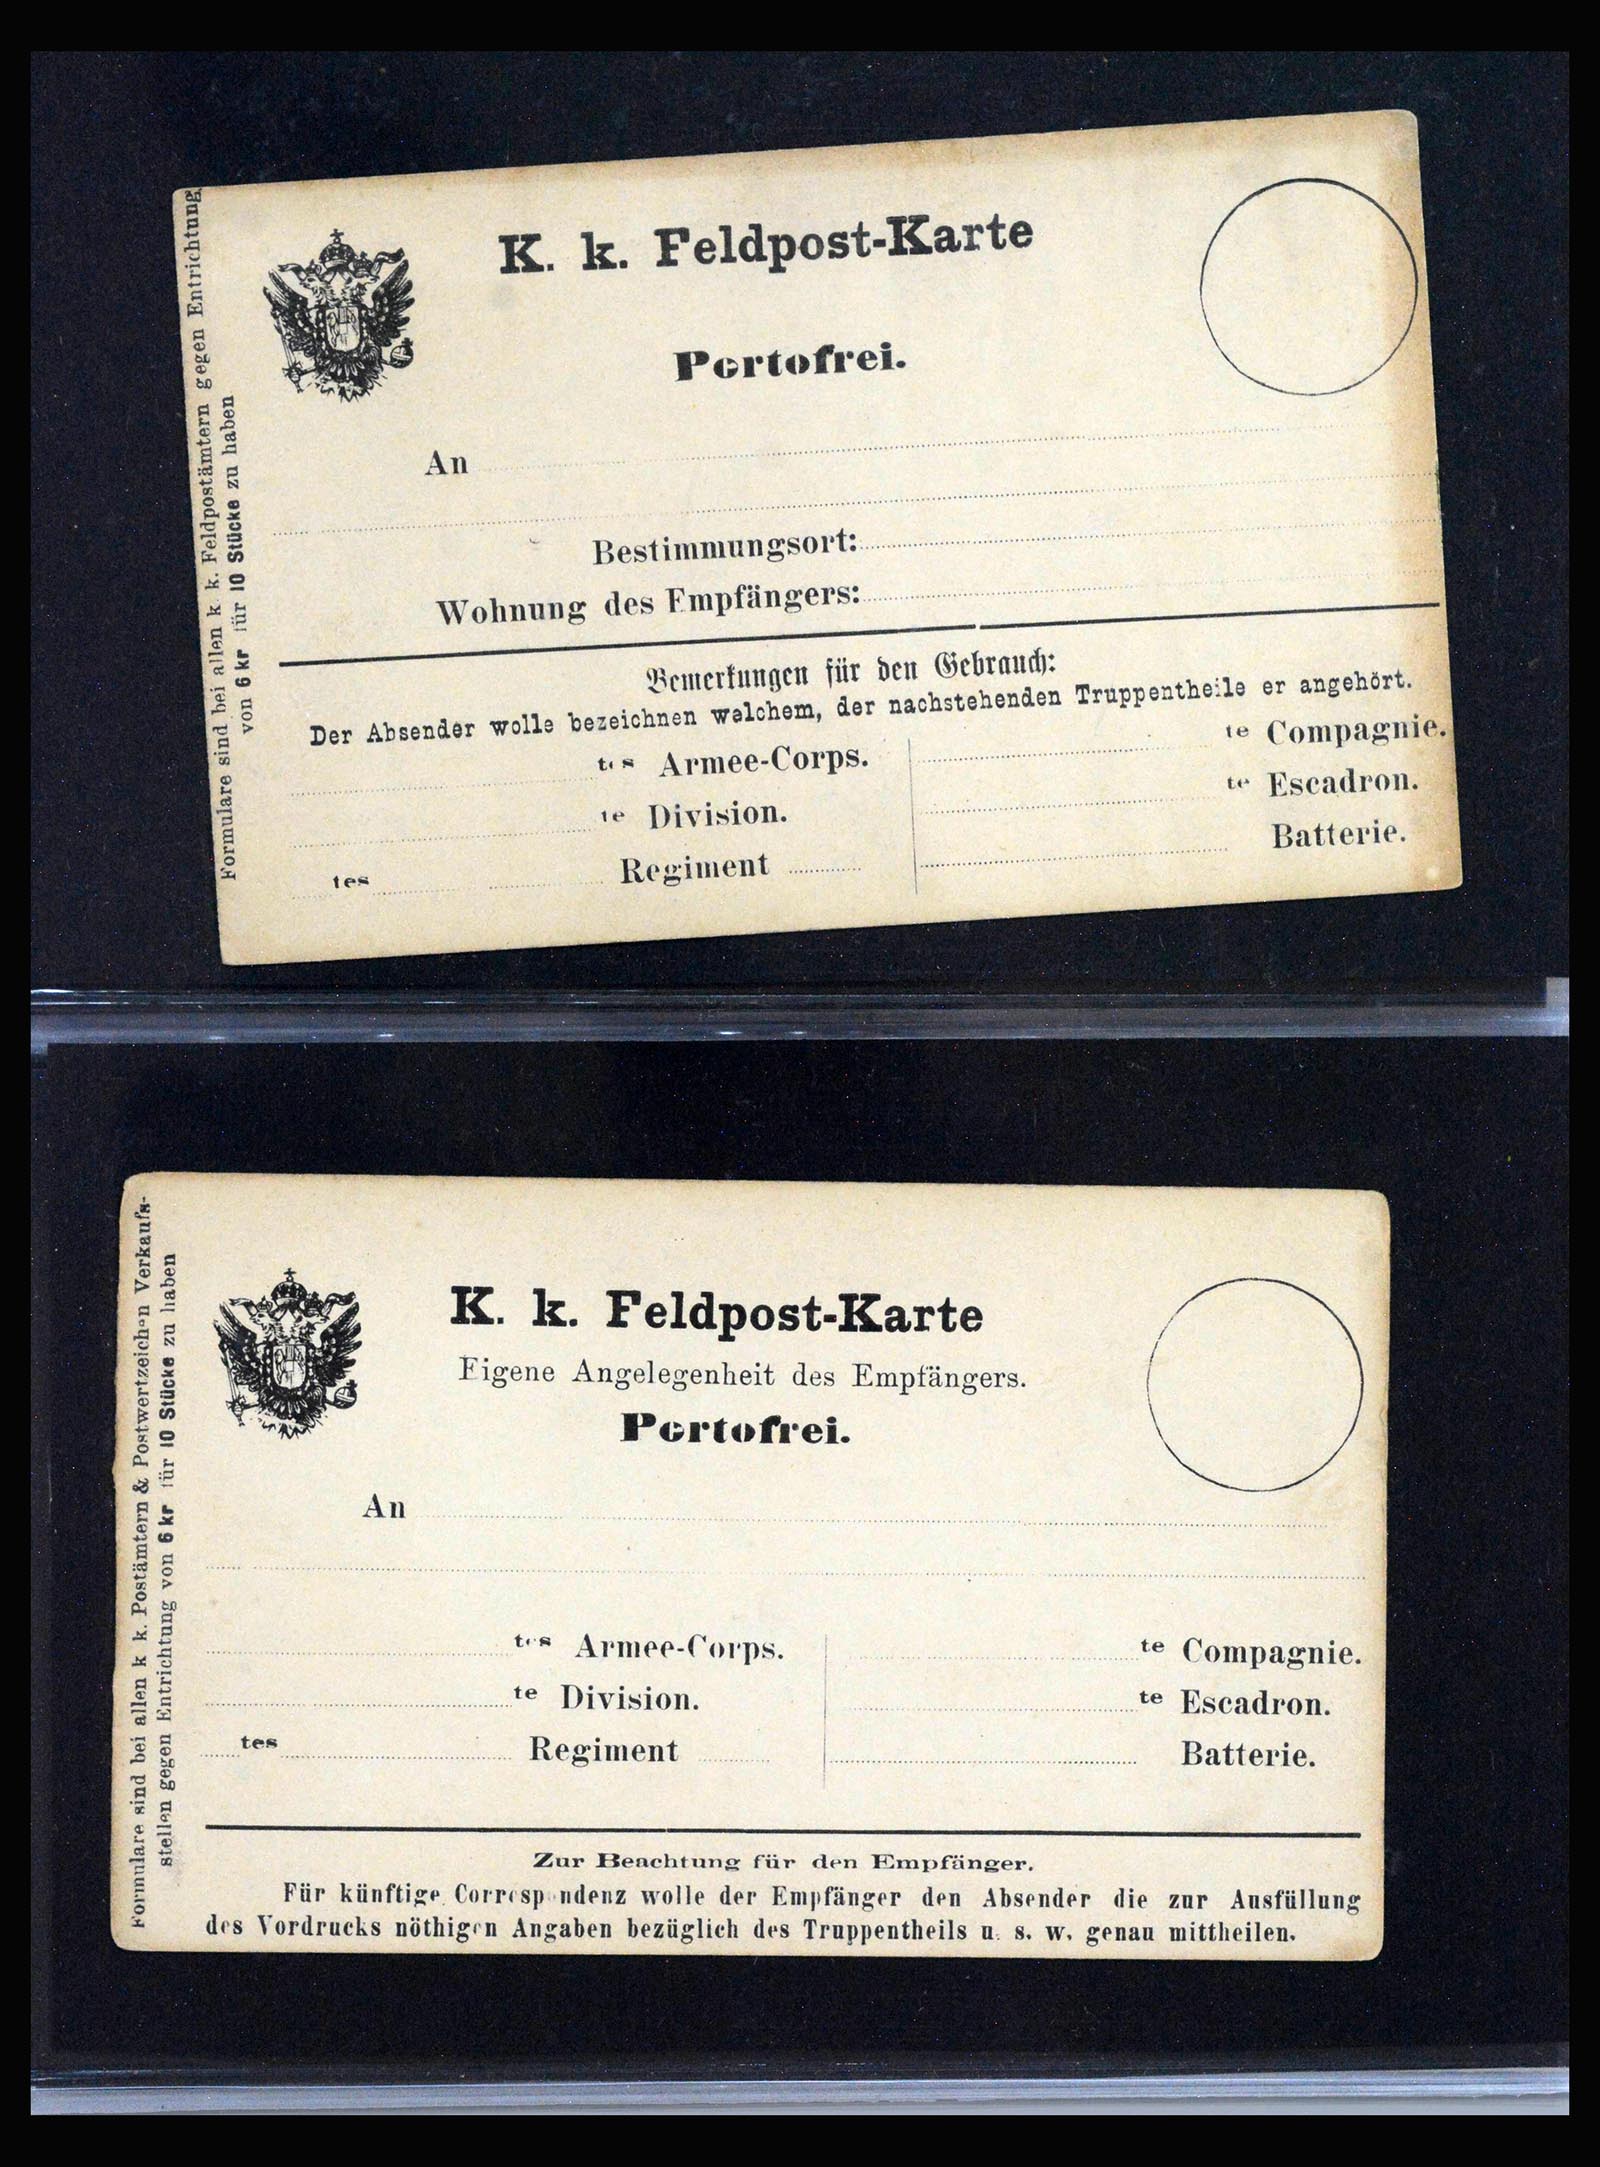 Formulare sind bei allen k k. Feldpostämtern gegen Entrichtung
von 6 kr für 10 Stücke zu haben
K. k. Feldpost-Karte
Portofrei.
An
Bestimmungsort:
Wohnung des Empfängers:
Bemerkungen für den Gebrauch:
Der Absender wolle bezeichnen welchem, der nachstehenden Truppentheile er angehört.
tes Armee-Corps.
te Compagnie.
te Division.
te Escadron.
tes Regiment
Batterie.
Formulare sind bei allen k k. Postämtern & Postwertzeichen Verkaufs-
stellen gegen Entrichtung von 6 kr für 10 Stücke zu haben
K. k. Feldpost-Karte
Eigene Angelegenheit des Empfängers.
Portofrei.
An
tes Armee-Corps.
te Compagnie.
te Division.
te Escadron.
tes Regiment
Batterie.
Zur Beachtung für den Empfänger.
Für künftige Correspondenz wolle der Empfänger den Absender die zur Ausfüllung
des Vordrucks nöthigen Angaben bezüglich des Truppentheils u. s. w. genau mittheilen.